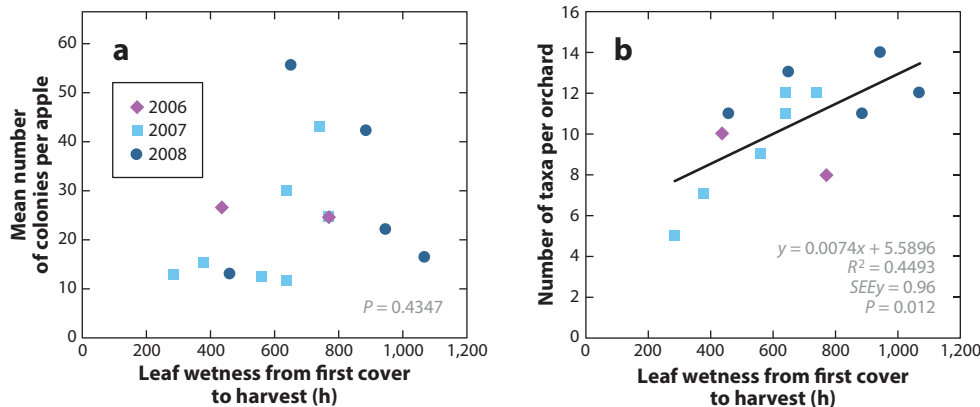 a
Mean number
of colonies per apple
60
50
40
30
20
10
0
2006
2007
2008
P = 0.4347
0 200 400 600 800 1,000 1,200
Leaf wetness from first cover
to harvest (h)
b
Number of taxa per orchard
16
14
12
10
8
6
4
2
0
y = 0.0074x + 5.5896
R² = 0.4493
SEEy = 0.96
P = 0.012
0 200 400 600 800 1,000 1,200
Leaf wetness from first cover
to harvest (h)